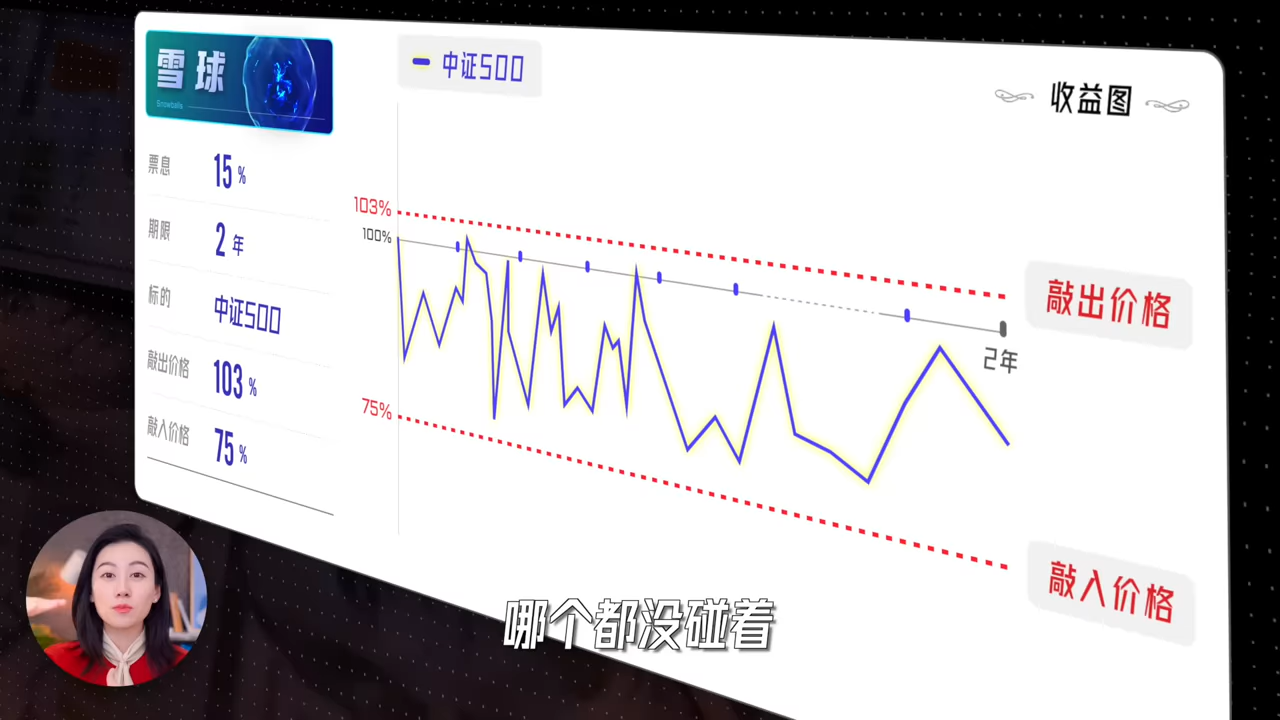 雪球
Snowballs
票息 15 %
期限 2 年
标的 中证500
敲出价格 103 %
敲入价格 75 %
中证500
收益图
103%
100%
75%
2年
敲出价格
敲入价格
哪个都没碰着